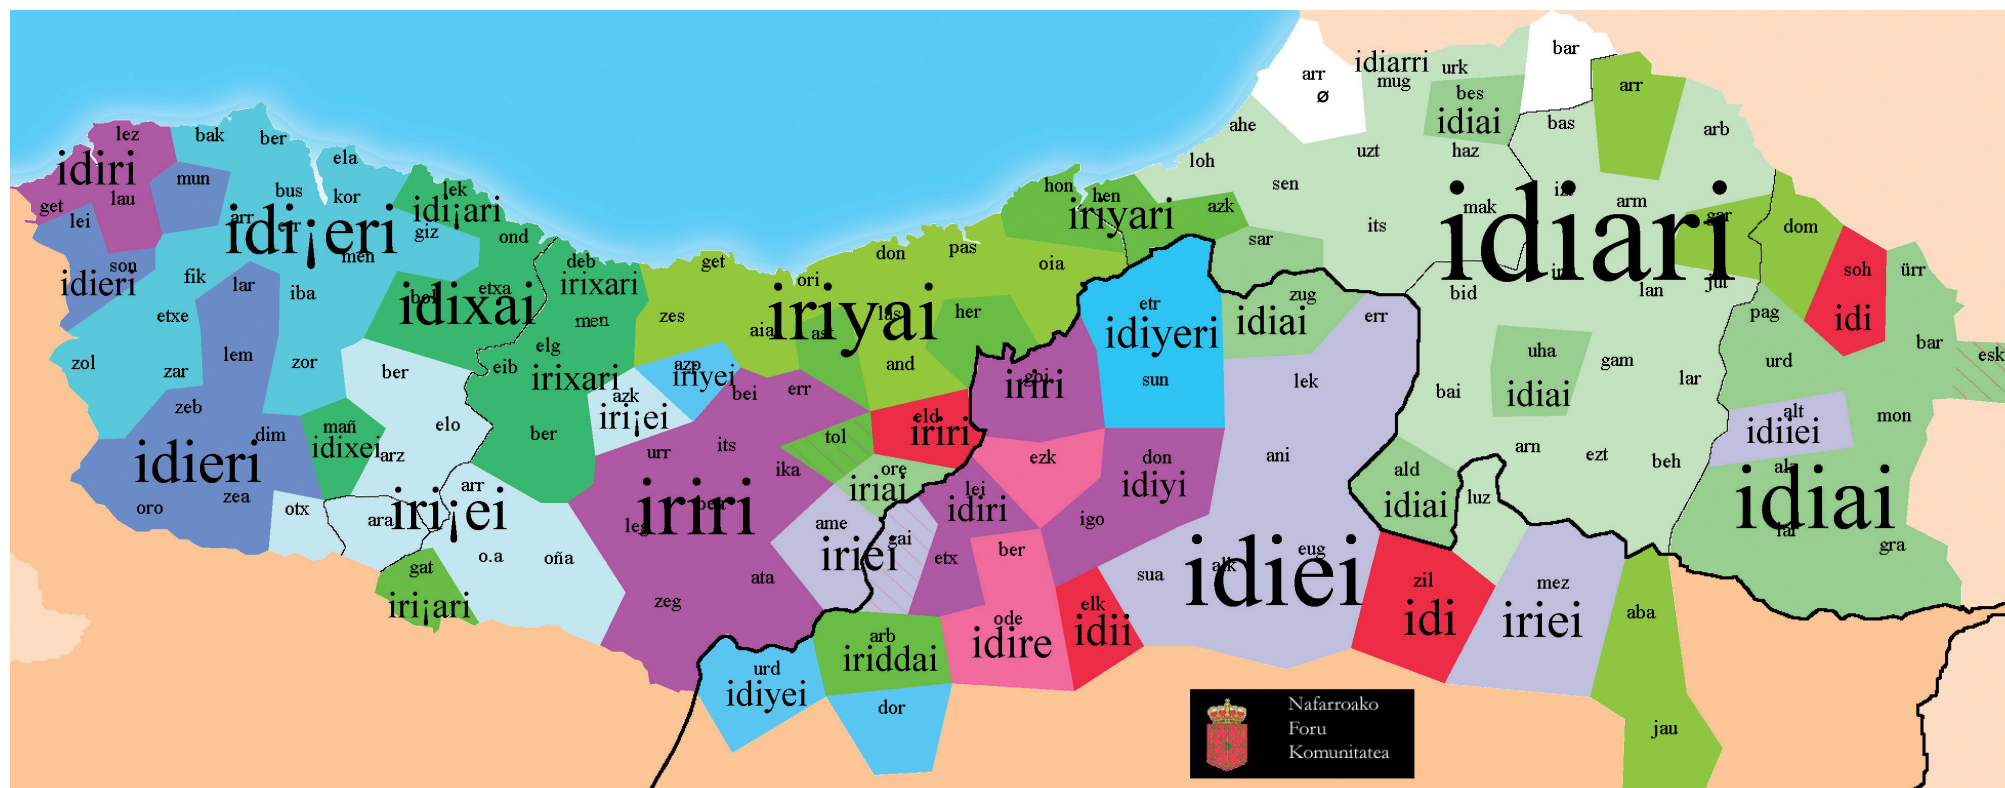 bar
arr
ø
idiarri
urk
mug
bes
idiai
arr
bas
arb
ahe
uzt
haz
loh
sen
lez
bak
ber
idiri
ela
mun
lau
get
lei
bus
kor
arr
idi¡eri
men
lek
idi¡ari
giz
ond
hon
hen
iriyari
azk
sar
its
mak
idiari
arm
gar
dom
son
idieri
fik
lar
iba
etxe
etxa
idixai
deb
irixari
men
get
ori
don
pas
oia
zes
aia
iriyai
las
ast
her
and
etr
idiyeri
sun
zug
idiai
err
bid
lan
jut
soh
idi
ürr
pag
urd
bar
esk
zol
zar
lem
zor
ber
zeb
elg
eib
irixari
azp
iriyei
azk
iri¡ei
bei
err
goi
iriri
lek
bai
uha
idiai
gam
lar
alt
idiiei
mon
idieri
dim
mañ
idixei
arz
elo
ber
urr
its
ika
tol
eld
iriri
ore
iriai
ezk
don
idiyi
ani
ald
idiai
luz
arn
ezt
beh
idiai
lar
gra
oro
zea
otx
ara
arr
iri¡ei
o.a
oña
leg
iriri
ame
iriei
gai
lei
idiri
igo
etx
ber
sua
idiei
eug
gat
iri¡ari
zeg
ata
arb
iriddai
ode
idire
elk
idii
zil
idi
mez
iriei
aba
urd
idiyei
dor
jau
Nafarroako
Foru
Komunitatea